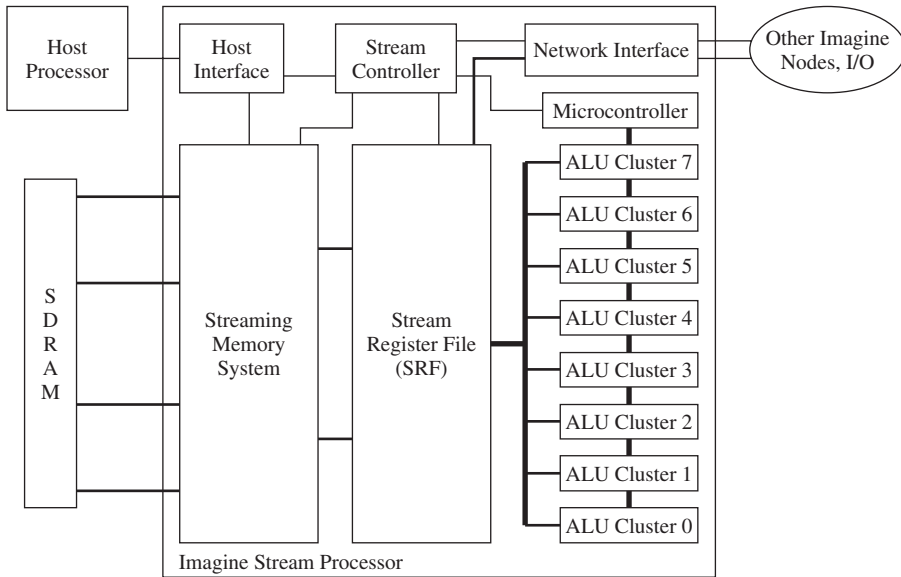 Host
Processor
Host
Interface
Stream
Controller
Network Interface
Other Imagine
Nodes, I/O
Microcontroller
ALU Cluster 7
ALU Cluster 6
ALU Cluster 5
ALU Cluster 4
ALU Cluster 3
ALU Cluster 2
ALU Cluster 1
ALU Cluster 0
S
D
R
A
M
Streaming
Memory
System
Stream
Register File
(SRF)
Imagine Stream Processor